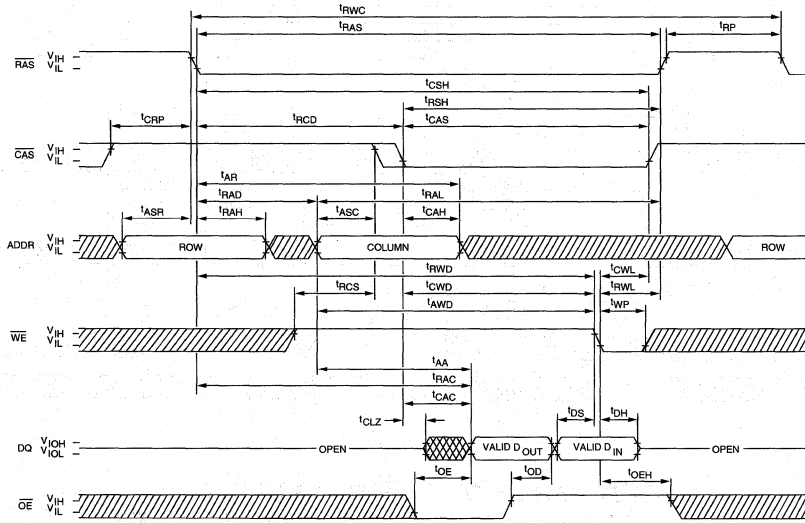 tRWC
tRAS
tRP
RAS VIH
VIL
tCSH
tRSH
tCRP
tRCD
tCAS
CAS VIH
VIL
tAR
tRAD
tRAL
tASR
tRAH
tASC
tCAH
ADDR VIH
VIL
ROW
COLUMN
ROW
tRWD
tCWL
tRCS
tCWD
tRWL
tAWD
tWP
WE VIH
VIL
tAA
tRAC
tCAC
tCLZ
tDS
tDH
DQ VIOH
VIOL
OPEN
VALID DOUT
VALID DIN
OPEN
tOE
tOD
tOEH
OE VIH
VIL